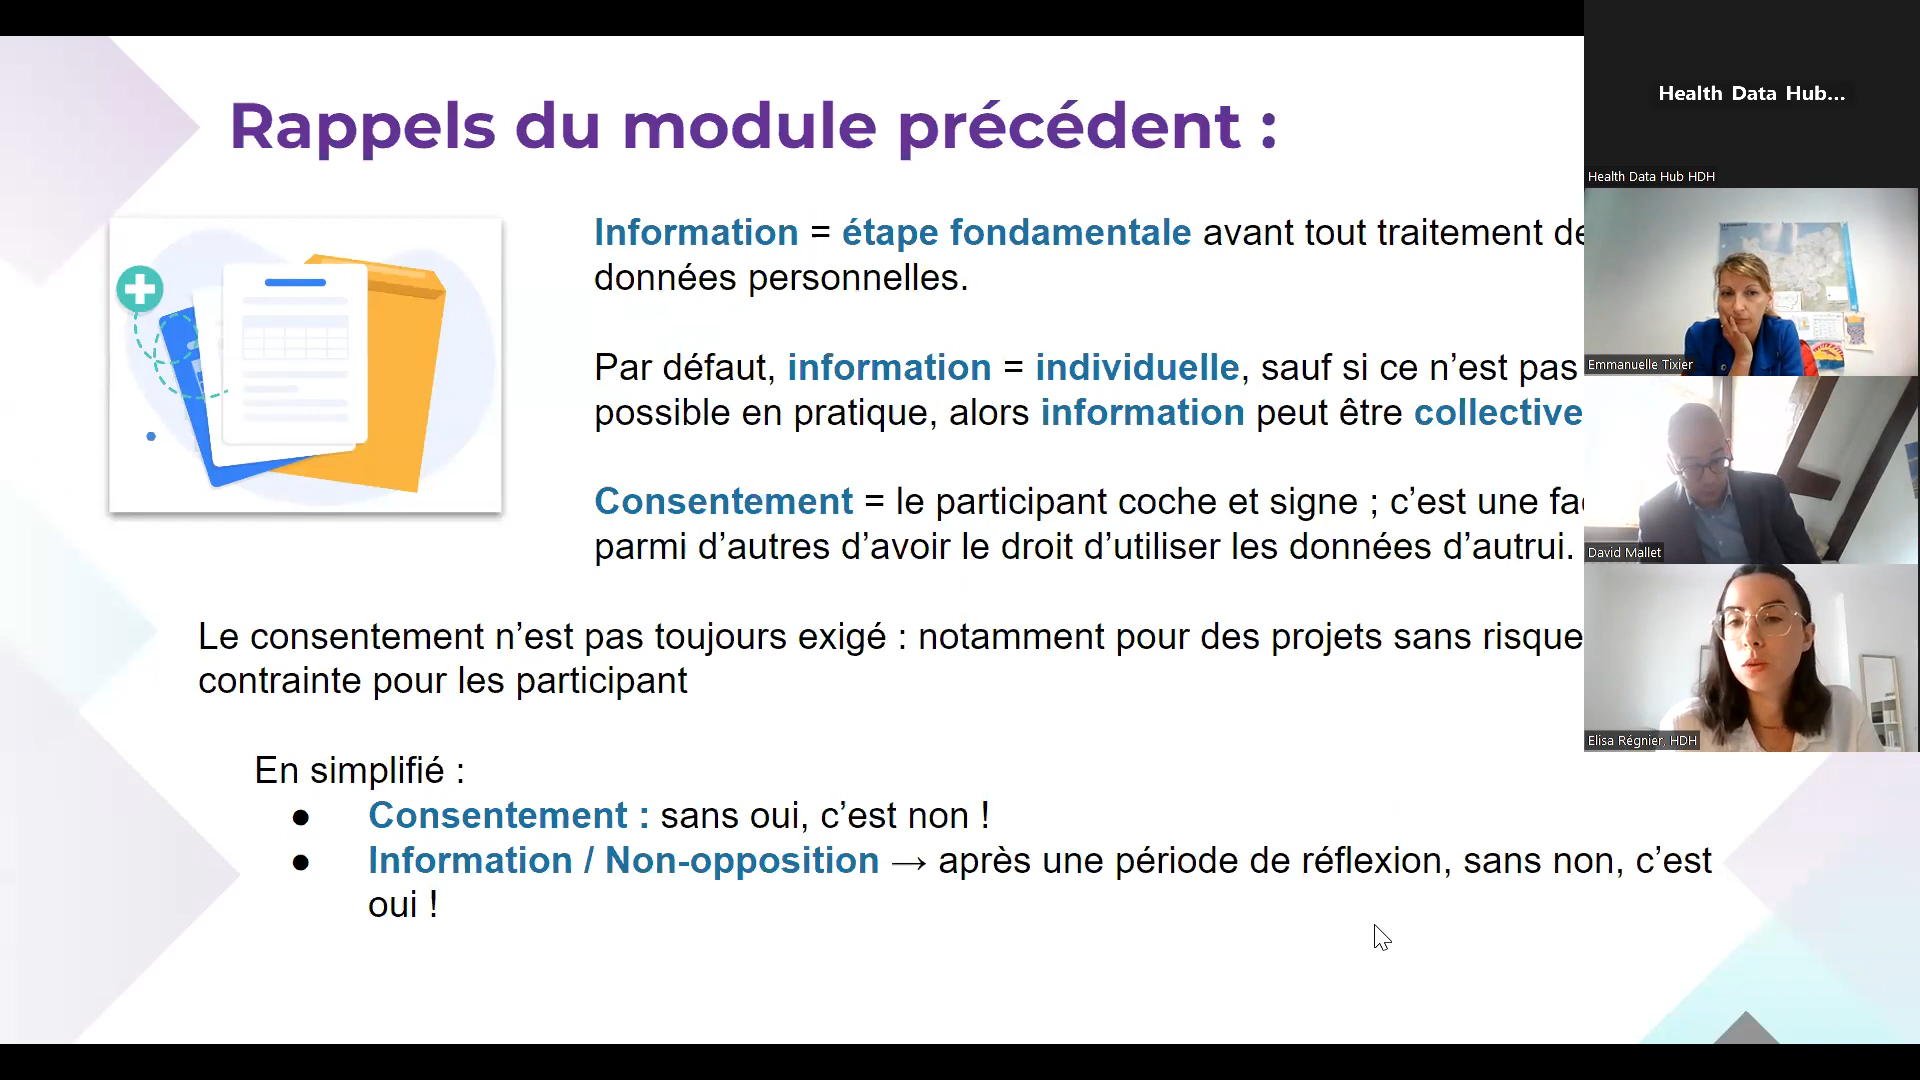 Rappels du module précédent :
Information = étape fondamentale avant tout traitement de
données personnelles.
Par défaut, information = individuelle, sauf si ce n’est pas
possible en pratique, alors information peut être collective
Consentement = le participant coche et signe ; c’est une
parmi d’autres d’avoir le droit d’utiliser les données d’autrui.
Le consentement n’est pas toujours exigé : notamment pour des projets sans risque
contrainte pour les participant
En simplifié :
● Consentement : sans oui, c’est non !
● Information / Non-opposition → après une période de réflexion, sans non, c’est
oui !
Health Data Hub...
Health Data Hub HDH
Emmanuelle Tixier
David Mallet
Elisa Régnier, HDH